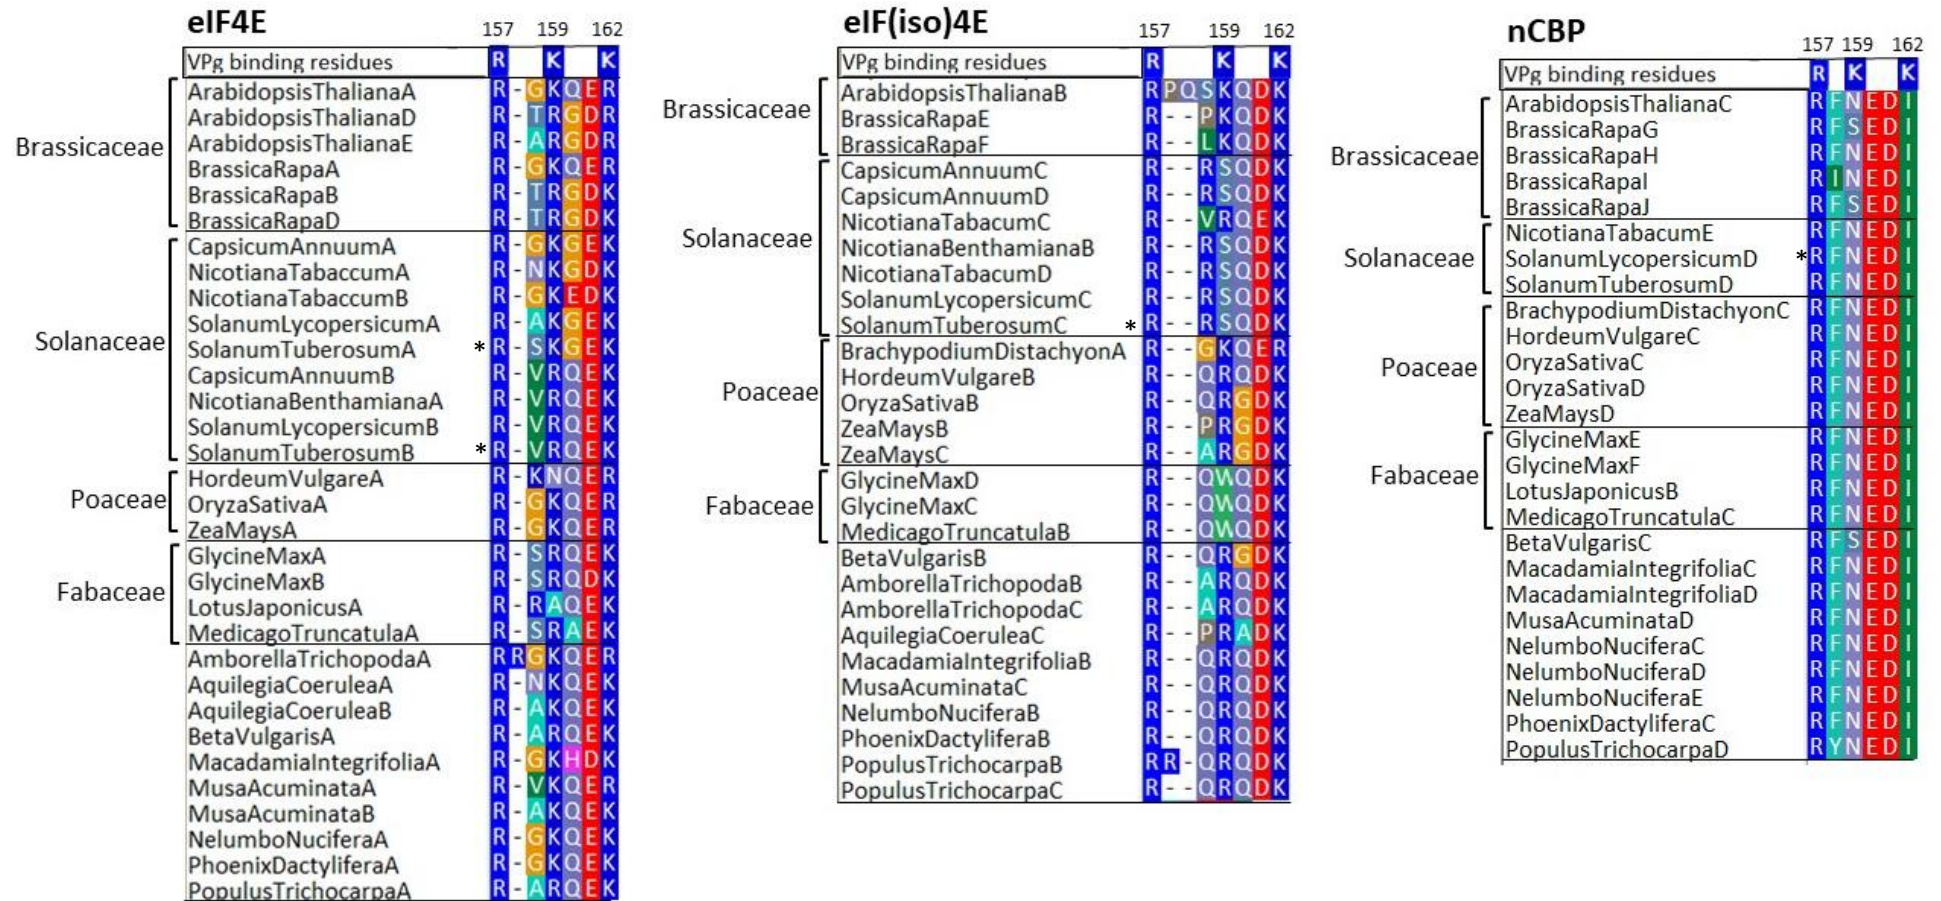 eIF4E
157 159 162
VPg binding residues R K K
Brassicaceae
ArabidopsisThalianaA R - G K Q E R
ArabidopsisThalianaD R - T R G D R
ArabidopsisThalianaE R - A R G D R
BrassicaRapaA R - G K Q E R
BrassicaRapaB R - T R G D K
BrassicaRapaD R - T R G D K
Solanaceae
CapsicumAnnuumA R - G K G E K
NicotianaTabaccumA R - N K G D K
NicotianaTabaccumB R - G K E D K
SolanumLycopersicumA R - A K G E K
SolanumTuberosumA * R - S K G E K
CapsicumAnnuumB R - V R Q E K
NicotianaBenthamianaA R - V R Q E K
SolanumLycopersicumB R - V R Q E K
SolanumTuberosumB * R - V R Q E K
Poaceae
HordeumVulgareA R - K N Q E R
OryzaSativaA R - G K Q E R
ZeaMaysA R - G K Q E R
Fabaceae
GlycineMaxA R - S R Q E K
GlycineMaxB R - S R Q D K
LotusJaponicusA R - R A Q E K
MedicagoTruncatulaA R - S R A E K
AmborellaTrichopodaA R R G K Q E R
AquilegiaCoeruleaA R - N K Q E K
AquilegiaCoeruleaB R - A K Q E K
BetaVulgarisA R - A R Q E K
MacadamiaIntegrifoliaA R - G K H D K
MusaAcuminataA R - V K Q E R
MusaAcuminataB R - A K Q E K
NelumboNuciferaA R - G K Q E K
PhoenixDactyliferaA R - G K Q E K
PopulusTrichocarpaA R - A R Q E K
eIF(iso)4E
157 159 162
VPg binding residues R K K
Brassicaceae
ArabidopsisThalianaB R P Q S K Q D K
BrassicaRapaE R - - P K Q D K
BrassicaRapaF R - - L K Q D K
Solanaceae
CapsicumAnnuumC R - - R S Q D K
CapsicumAnnuumD R - - R S Q D K
NicotianaTabacumC R - - V R Q E K
NicotianaBenthamianaB R - - R S Q D K
NicotianaTabacumD R - - R S Q D K
SolanumLycopersicumC R - - R S Q D K
SolanumTuberosumC * R - - R S Q D K
Poaceae
BrachypodiumDistachyonA R - - G K Q E R
HordeumVulgareB R - - Q R Q D K
OryzaSativaB R - - Q R G D K
ZeaMaysB R - - P R G D K
ZeaMaysC R - - A R G D K
Fabaceae
GlycineMaxD R - - Q W Q D K
GlycineMaxC R - - Q W Q D K
MedicagoTruncatulaB R - - Q W Q D K
BetaVulgarisB R - - Q R G D K
AmborellaTrichopodaB R - - A R Q D K
AmborellaTrichopodaC R - - A R Q D K
AquilegiaCoeruleaC R - - P R A D K
MacadamiaIntegrifoliaB R - - Q R Q D K
MusaAcuminataC R - - Q R Q D K
NelumboNuciferaB R - - Q R Q D K
PhoenixDactyliferaB R - - Q R Q D K
PopulusTrichocarpaB R R - Q R Q D K
PopulusTrichocarpaC R - - Q R Q D K
nCBP
157 159 162
VPg binding residues R K K
Brassicaceae
ArabidopsisThalianaC R F N E D I
BrassicaRapaG R F S E D I
BrassicaRapaH R F N E D I
BrassicaRapaI R I N E D I
BrassicaRapaJ R F S E D I
Solanaceae
NicotianaTabacumE R F N E D I
SolanumLycopersicumD * R F N E D I
SolanumTuberosumD R F N E D I
Poaceae
BrachypodiumDistachyonC R F N E D I
HordeumVulgareC R F N E D I
OryzaSativaC R F N E D I
OryzaSativaD R F N E D I
ZeaMaysD R F N E D I
Fabaceae
GlycineMaxE R F N E D I
GlycineMaxF R F N E D I
LotusJaponicusB R F N E D I
MedicagoTruncatulaC R F N E D I
BetaVulgarisC R F S E D I
MacadamiaIntegrifoliaC R F N E D I
MacadamiaIntegrifoliaD R F N E D I
MusaAcuminataD R F N E D I
NelumboNuciferaC R F N E D I
NelumboNuciferaD R F N E D I
NelumboNuciferaE R F N E D I
PhoenixDactyliferaC R F N E D I
PopulusTrichocarpaD R Y N E D I